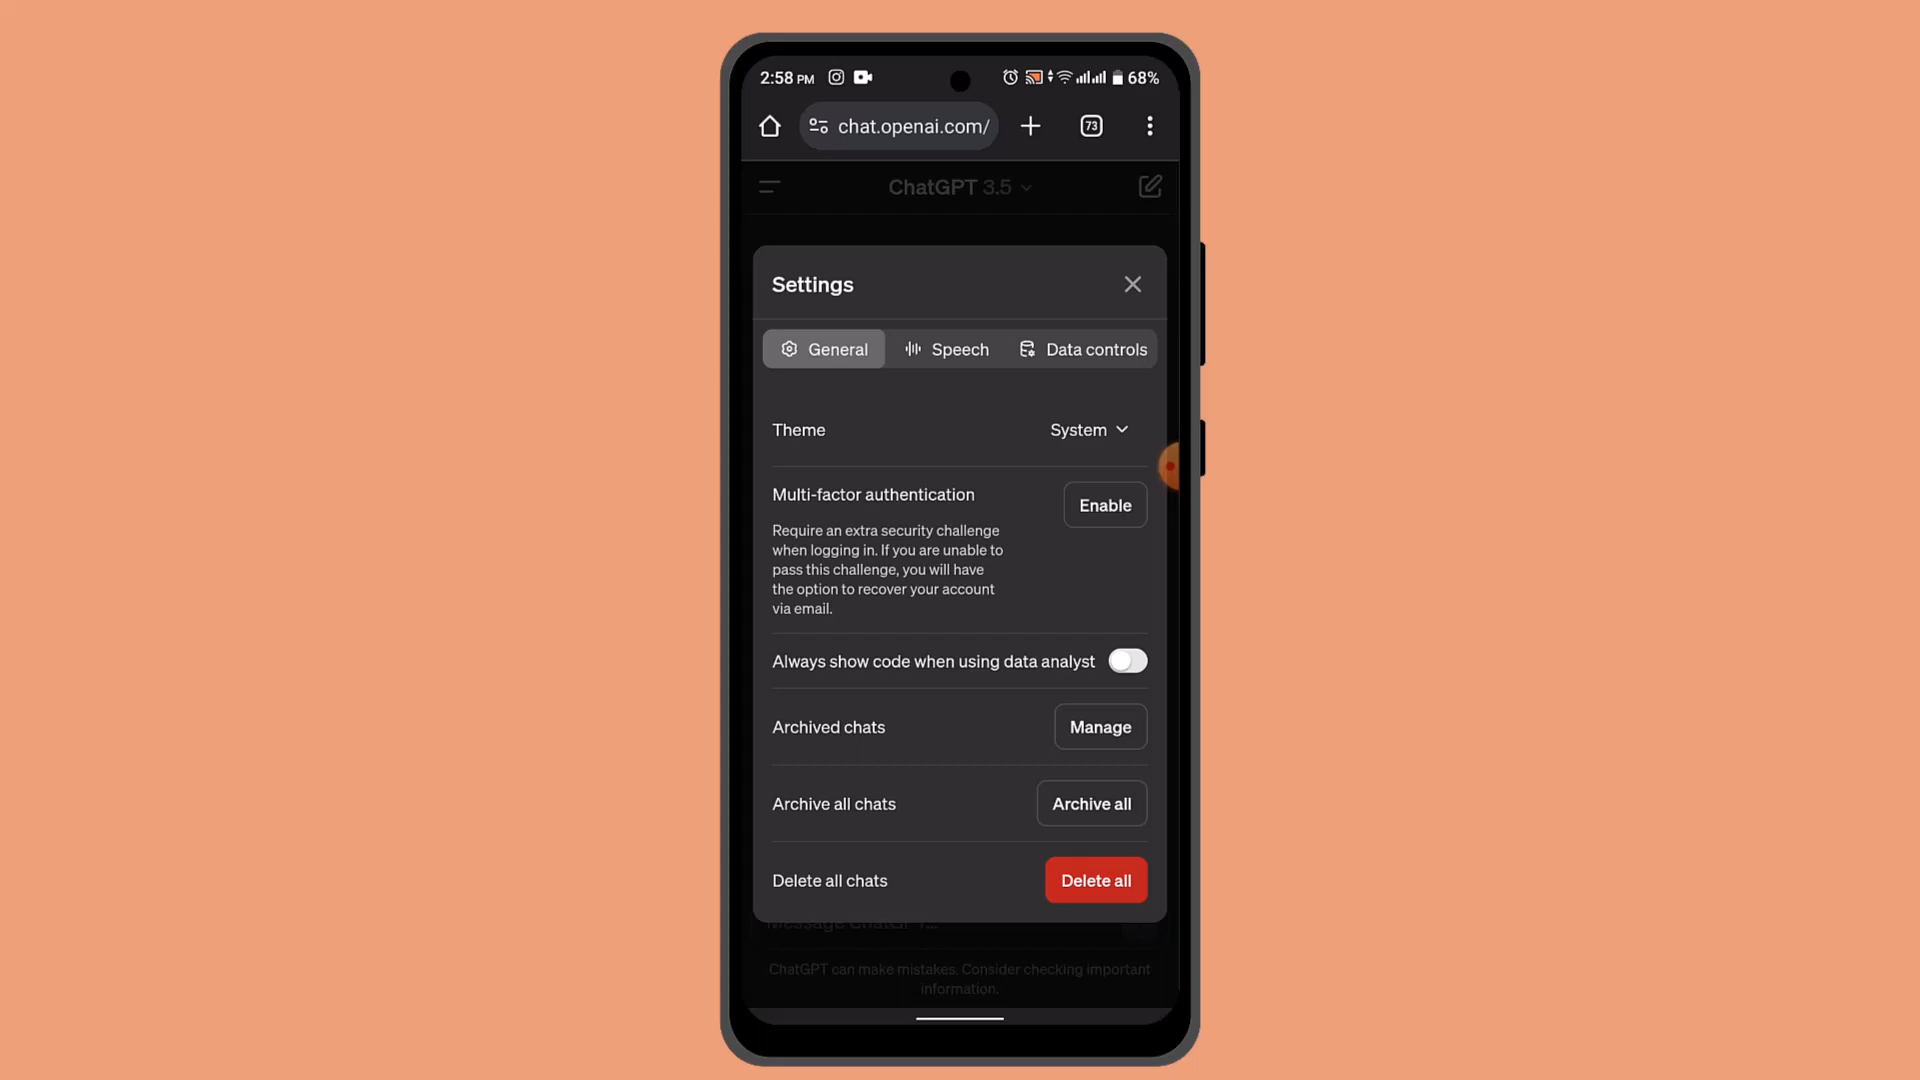 2:58 PM 68%
chat.openai.com/ 73
ChatGPT 3.5
Settings
General Speech Data controls
Theme System
Multi-factor authentication Enable
Require an extra security challenge
when logging in. If you are unable to
pass this challenge, you will have
the option to recover your account
via email.
Always show code when using data analyst
Archived chats Manage
Archive all chats Archive all
Delete all chats Delete all
Message ChatGPT...
ChatGPT can make mistakes. Consider checking important
information.